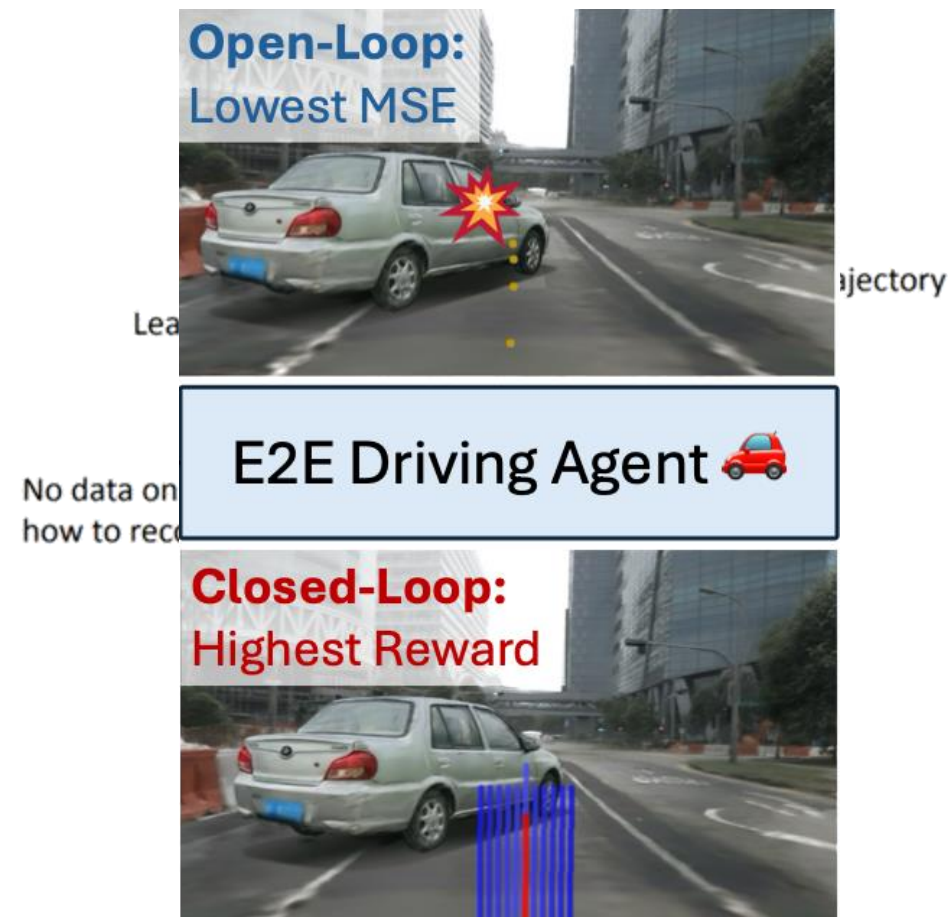 Open-Loop:
Lowest MSE
ajectory
Lea
E2E Driving Agent
No data on
how to rec
Closed-Loop:
Highest Reward